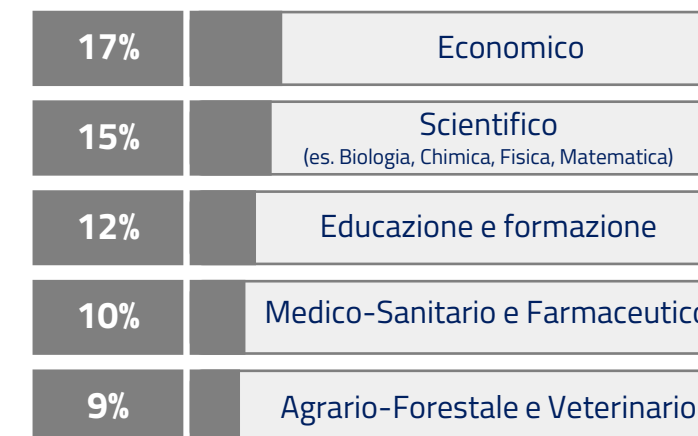 17%
Economico
15%
Scientifico
(es. Biologia, Chimica, Fisica, Matematica)
12%
Educazione e formazione
10%
Medico-Sanitario e Farmaceutico
9%
Agrario-Forestale e Veterinario